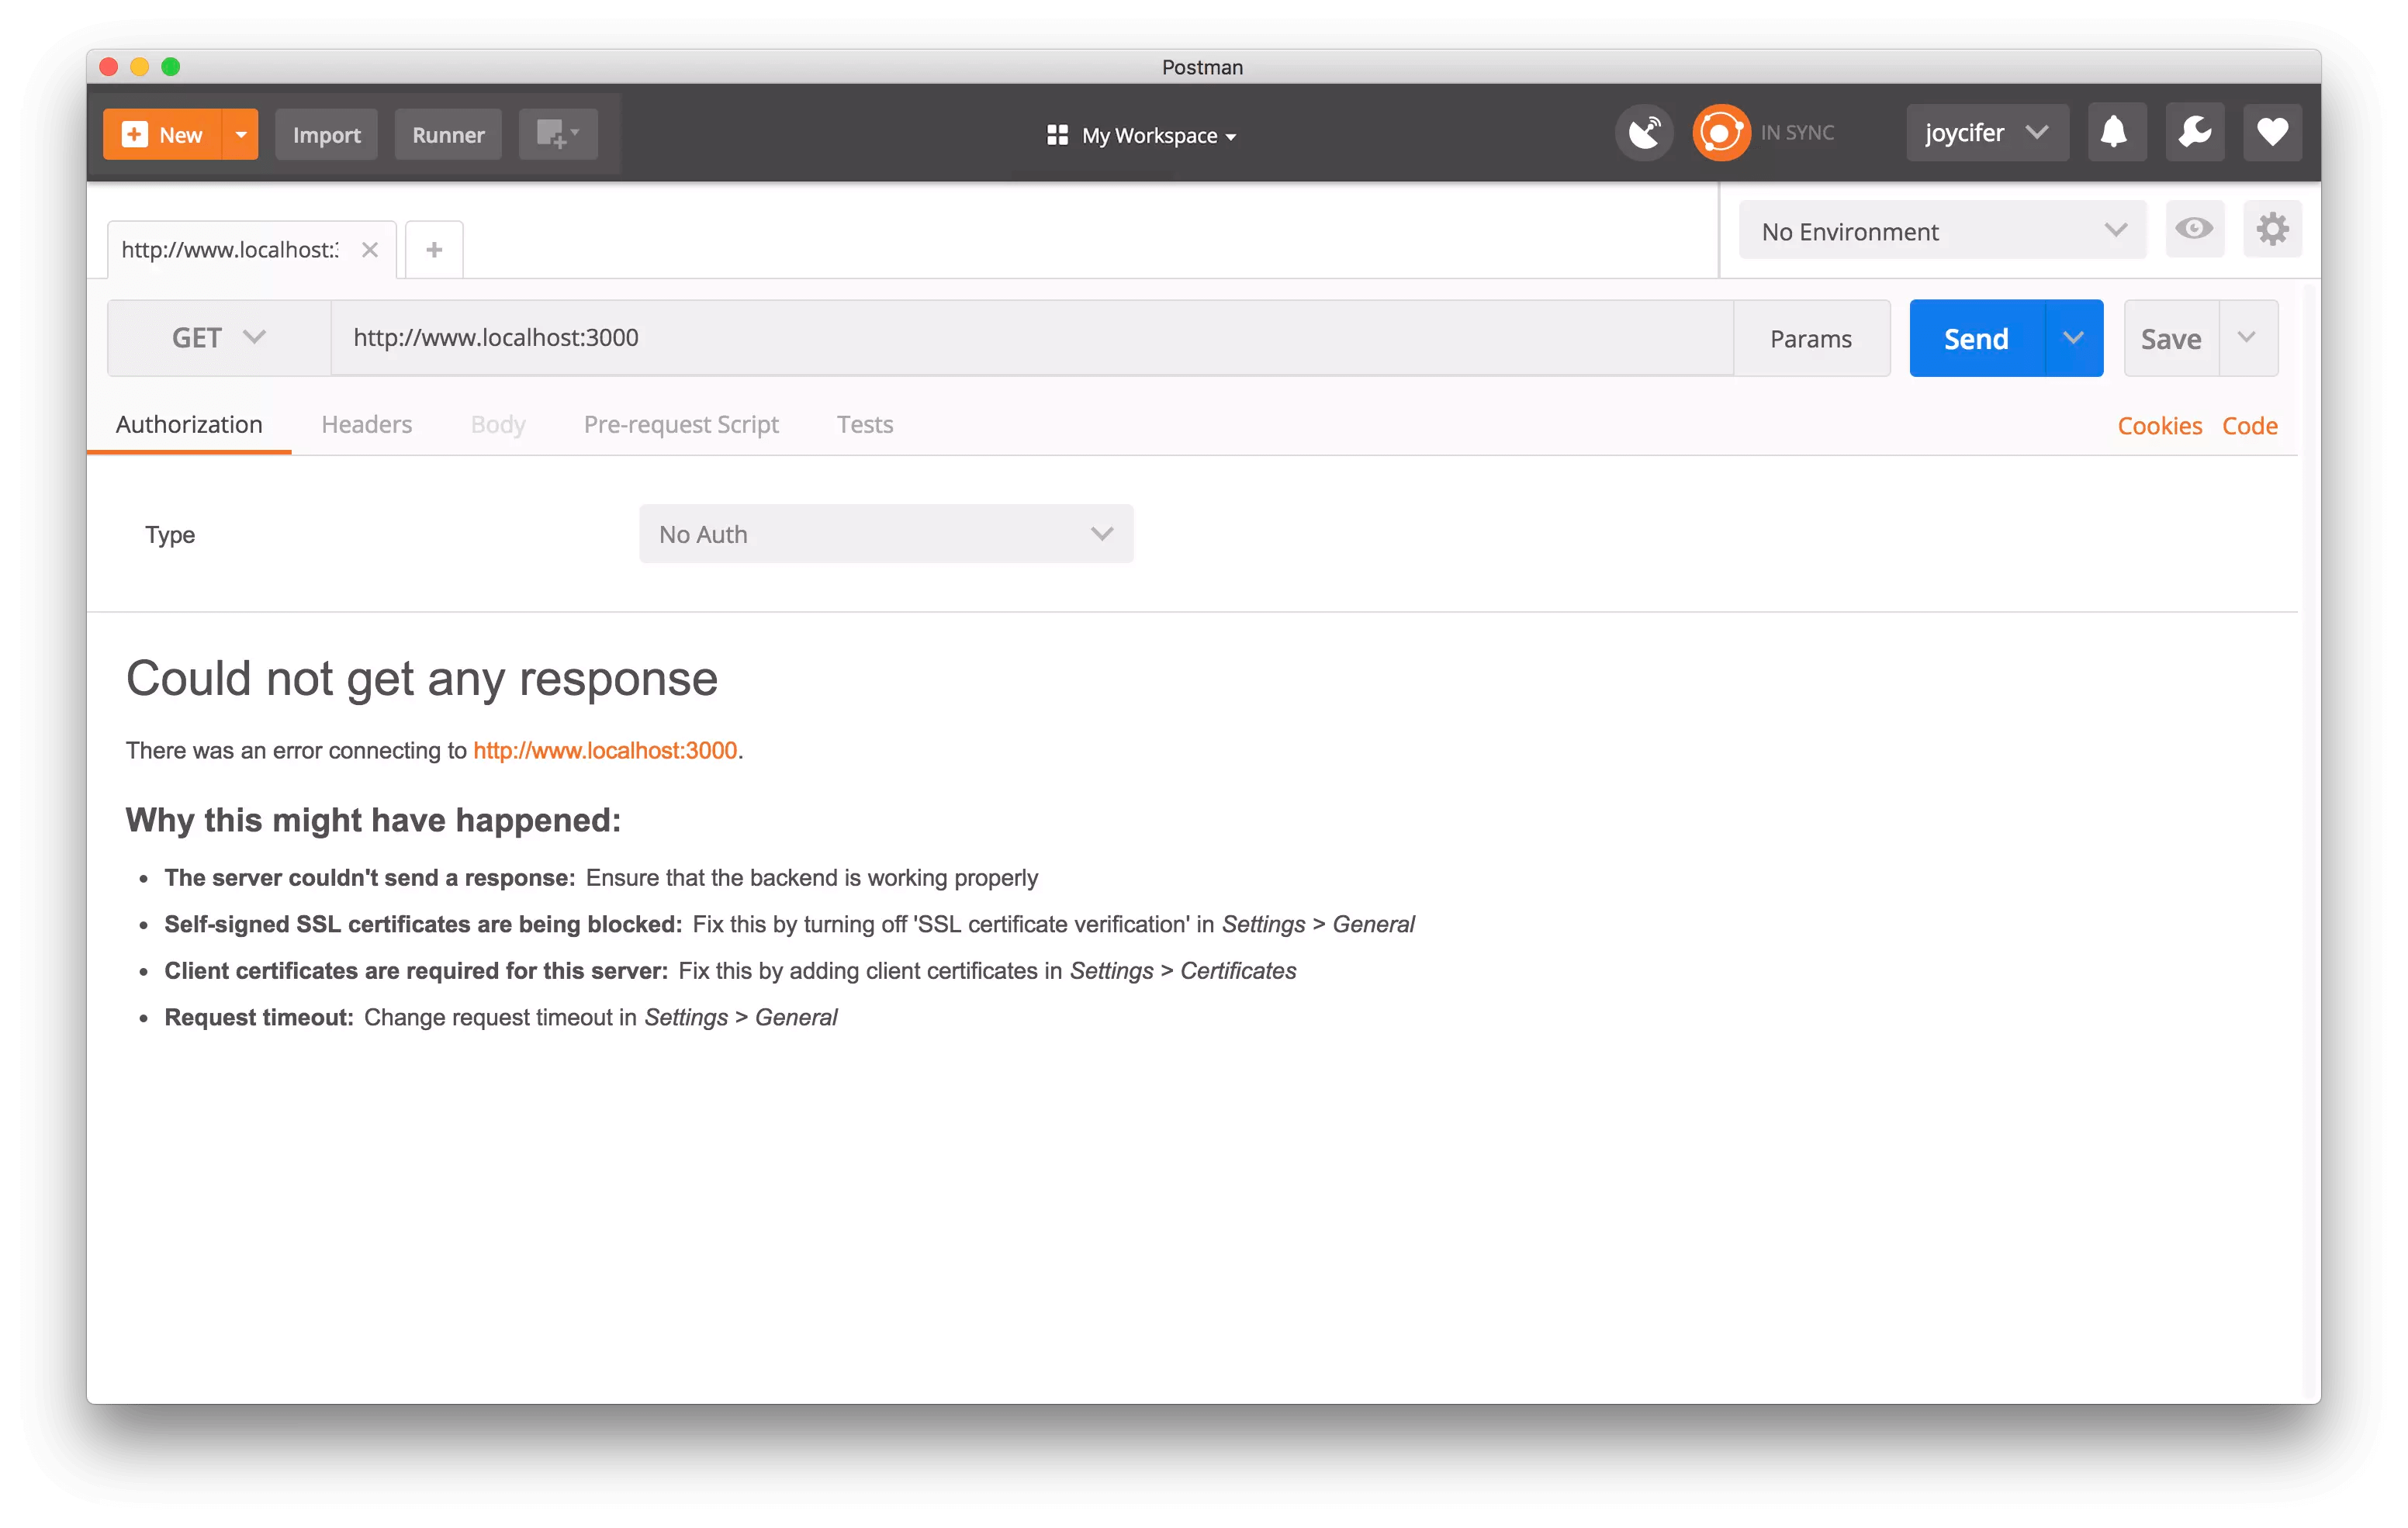 Postman
New Import Runner My Workspace IN SYNC joycifer
http://www.localhost: No Environment
GET http://www.localhost:3000 Params Send Save
Authorization Headers Body Pre-request Script Tests Cookies Code
Type No Auth
Could not get any response
There was an error connecting to http://www.localhost:3000.
Why this might have happened:
• The server couldn't send a response: Ensure that the backend is working properly
• Self-signed SSL certificates are being blocked: Fix this by turning off 'SSL certificate verification' in Settings > General
• Client certificates are required for this server: Fix this by adding client certificates in Settings > Certificates
• Request timeout: Change request timeout in Settings > General